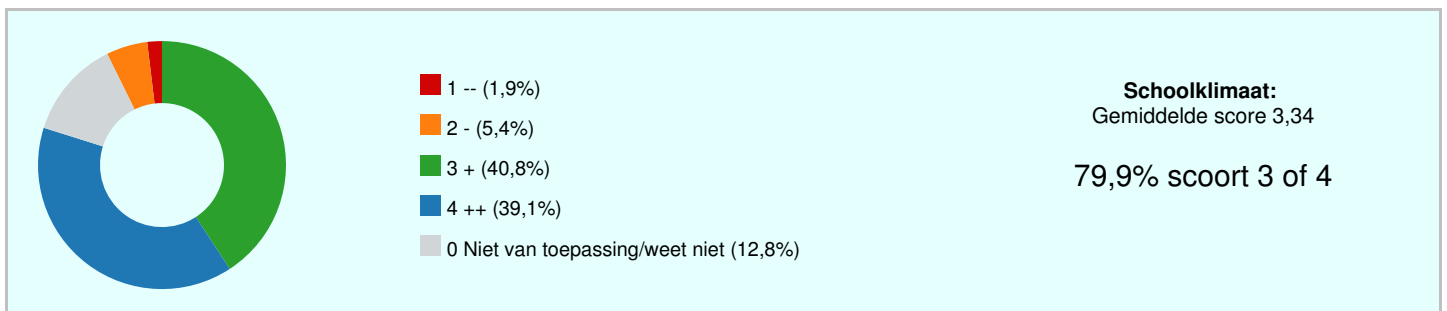 1 -- (1,9%)
2 - (5,4%)
3 + (40,8%)
4 ++ (39,1%)
0 Niet van toepassing/weet niet (12,8%)
Schoolklimaat:
Gemiddelde score 3,34
79,9% scoort 3 of 4